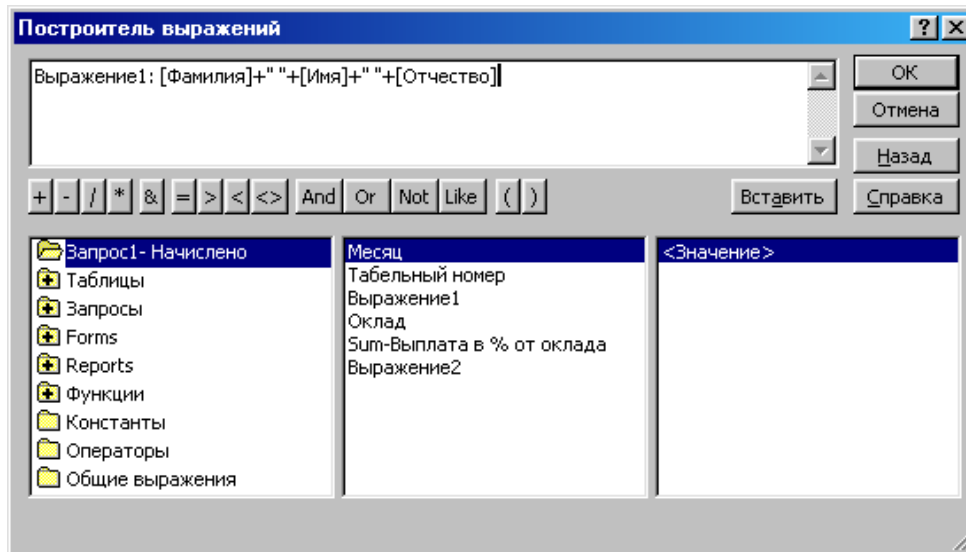 Построитель выражений
Выражение1: [Фамилия]+" "+[Имя]+" "+[Отчество]
ОК
Отмена
Назад
+ - / * & = > < <> And Or Not Like ( )
Вставить
Справка
Запрос1- Начислено
Таблицы
Запросы
Forms
Reports
Функции
Константы
Операторы
Общие выражения
Месяц
Табельный номер
Выражение1
Оклад
Sum-Выплата в % от оклада
Выражение2
<Значение>